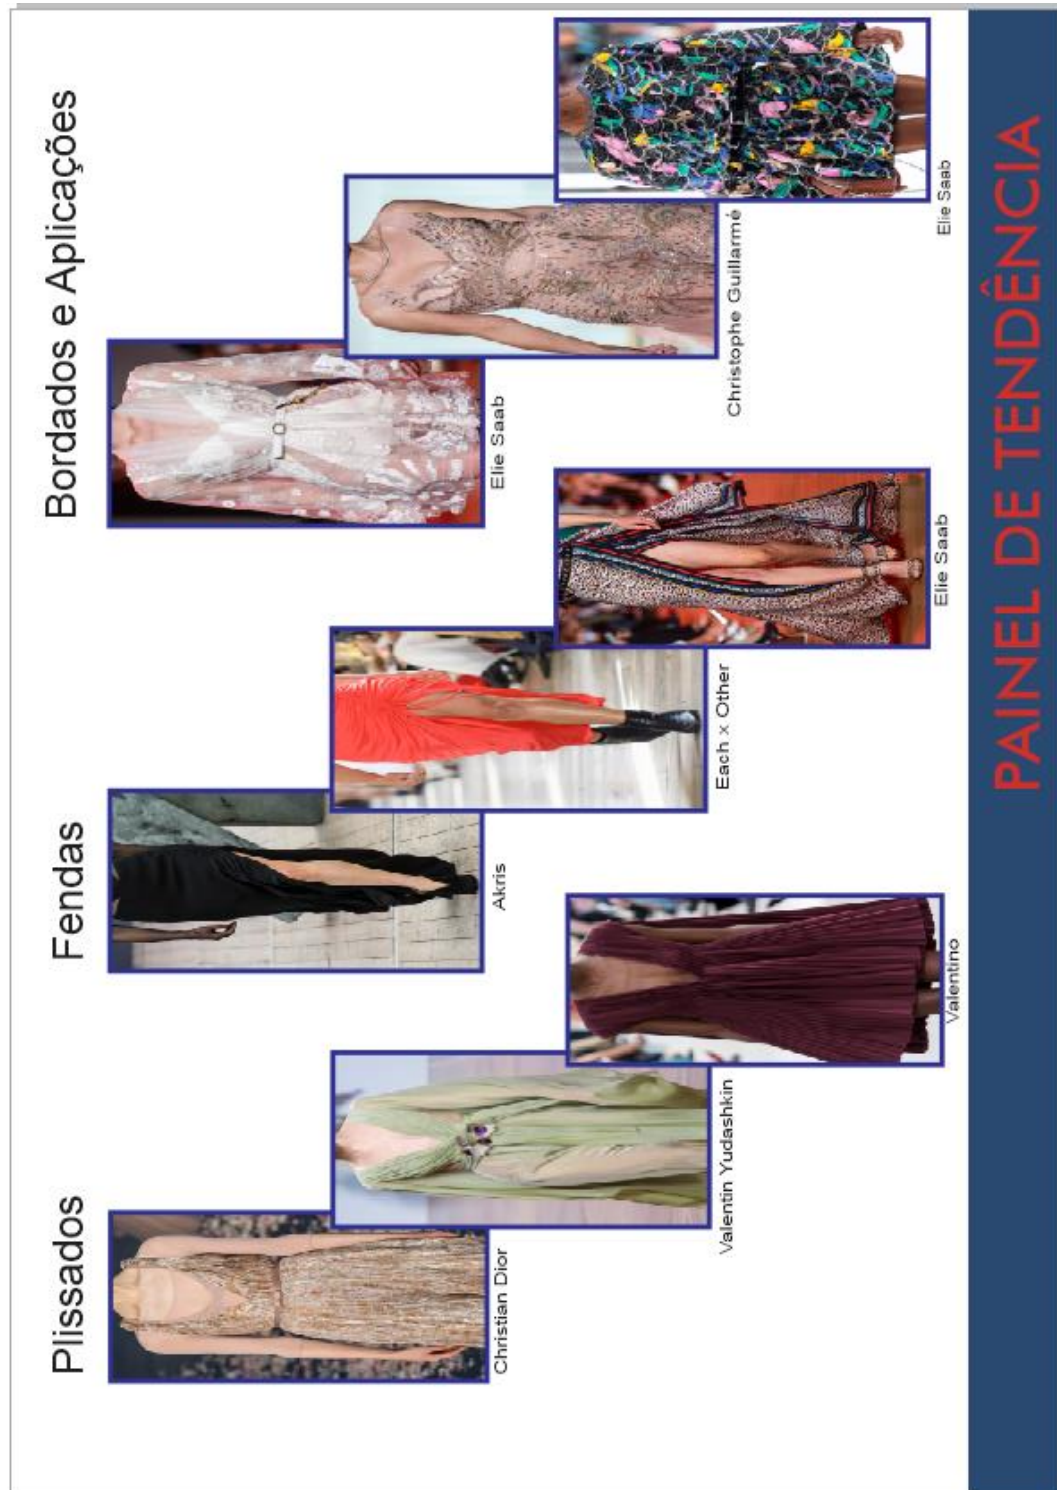 Plissados
Fendas
Bordados e Aplicações
Christian Dior
Valentin Yudashkin
Valentino
Akris
Each x Other
Elie Saab
Elie Saab
Christophe Guillarmé
Elie Saab
PAINEL DE TENDÊNCIA